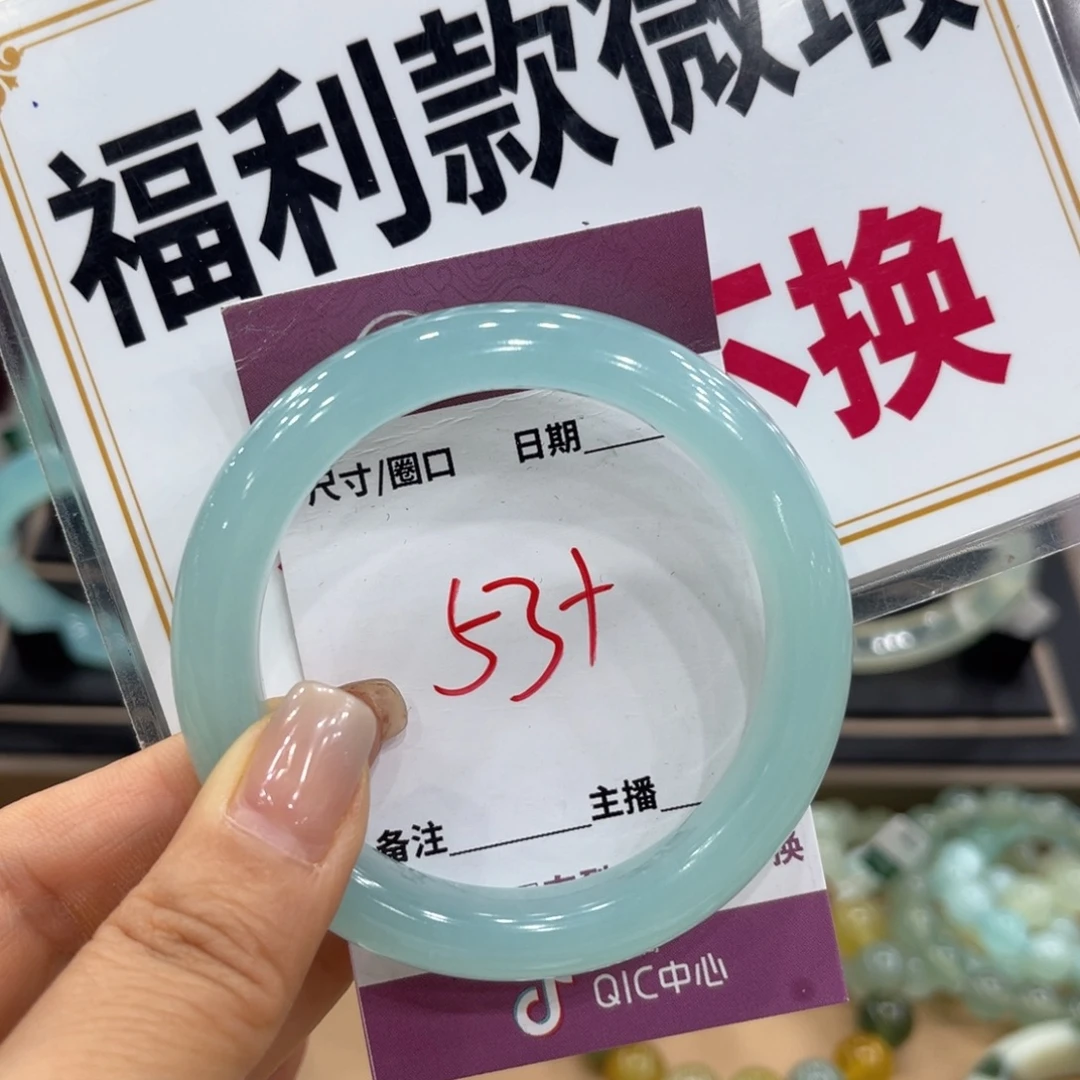 福利款微瑕
不换
尺寸/圈口 日期
53+
备注 主播
换
QIC中心